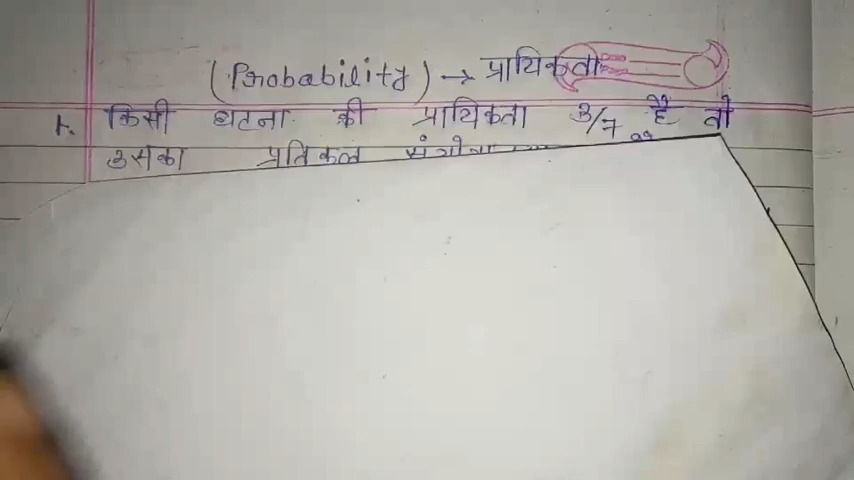 (Probability) → प्रायिकता
1. किसी घटना की प्रायिकता 3/7 है तो
उसका प्रतिकूल